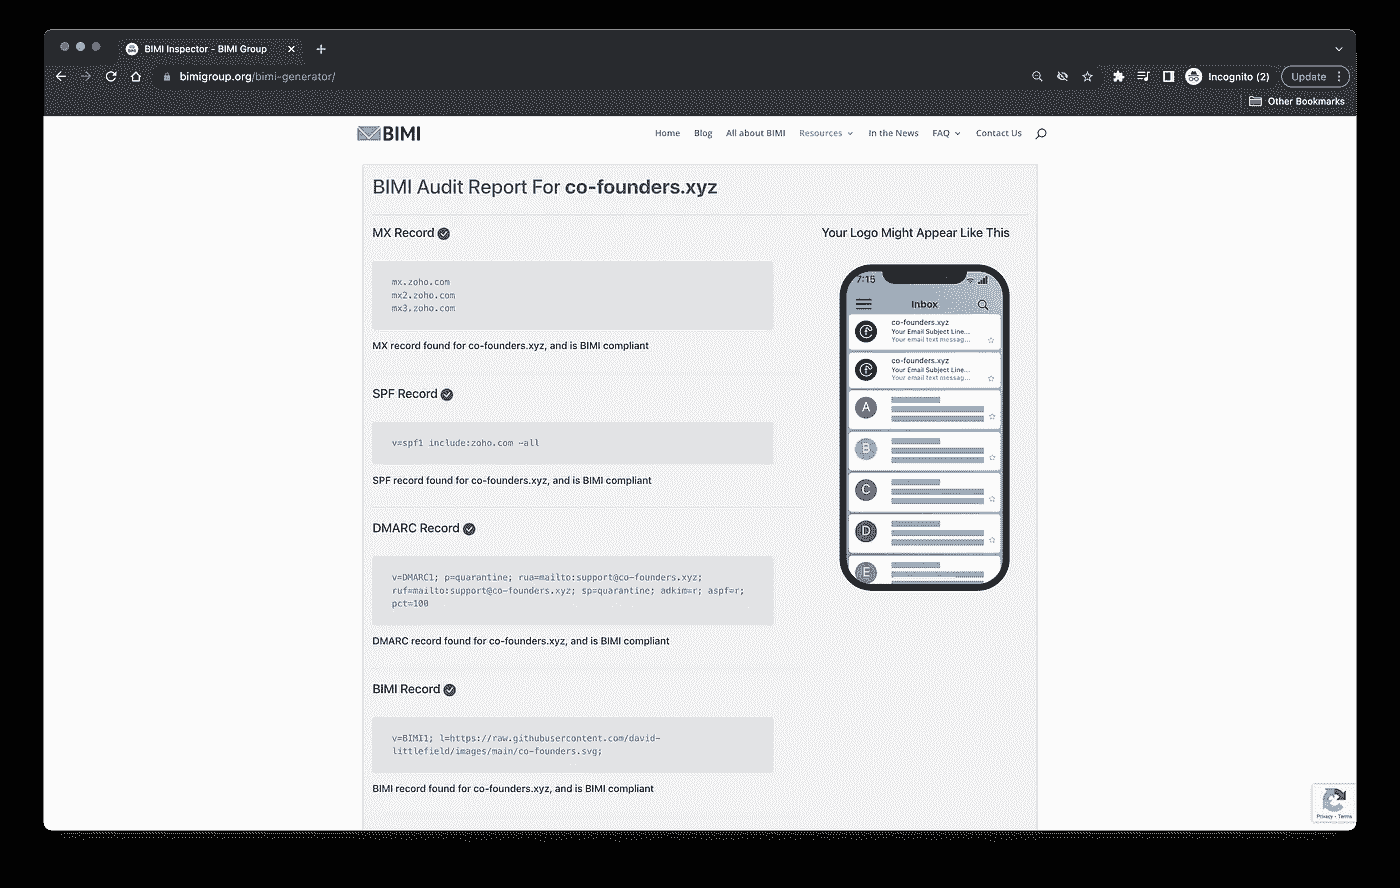 BIMI Inspector - BIMI Group
bimigroup.org/bimi-generator/
Incognito (2)
Update
Other Bookmarks
BIMI
Home
Blog
All about BIMI
Resources
In the News
FAQ
Contact Us
BIMI Audit Report For co-founders.xyz
MX Record
mx.zoho.com
mx2.zoho.com
mx3.zoho.com
MX record found for co-founders.xyz, and is BIMI compliant
SPF Record
v=spf1 include:zoho.com ~all
SPF record found for co-founders.xyz, and is BIMI compliant
DMARC Record
v=DMARC1; p=quarantine; rua=mailto:support@co-founders.xyz;
ruf=mailto:support@co-founders.xyz; sp=quarantine; adkim=r; aspf=r;
pct=100
DMARC record found for co-founders.xyz, and is BIMI compliant
BIMI Record
v=BIMI1; l=https://raw.githubusercontent.com/david-
littlefield/images/main/co-founders.svg;
BIMI record found for co-founders.xyz, and is BIMI compliant
Your Logo Might Appear Like This
7:15
Inbox
co-founders.xyz
Your Email Subject Line...
Your email text messag...
co-founders.xyz
Your Email Subject Line...
Your email text messag...
A
B
C
D
E
Privacy - Terms